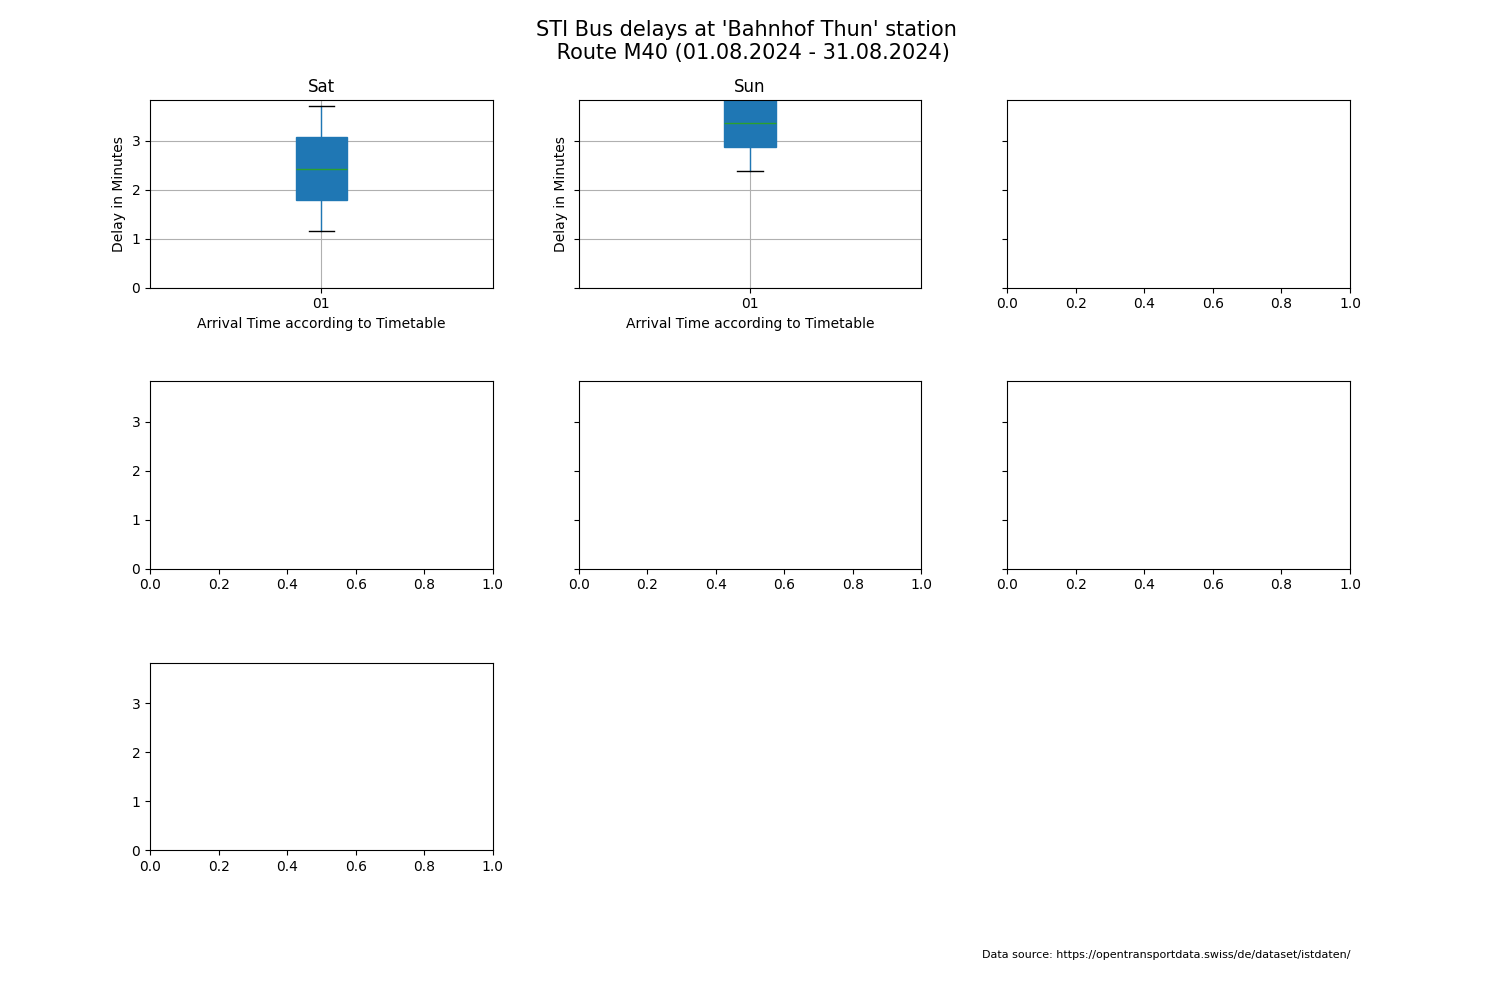 STI Bus delays at 'Bahnhof Thun' station
Route M40 (01.08.2024 - 31.08.2024)
Sat
Delay in Minutes
3
2
1
0
01
Arrival Time according to Timetable
Sun
Delay in Minutes
01
Arrival Time according to Timetable
0.0 0.2 0.4 0.6 0.8 1.0
3
2
1
0
0.0 0.2 0.4 0.6 0.8 1.0
0.0 0.2 0.4 0.6 0.8 1.0
0.0 0.2 0.4 0.6 0.8 1.0
3
2
1
0
0.0 0.2 0.4 0.6 0.8 1.0
Data source: https://opentransportdata.swiss/de/dataset/istdaten/